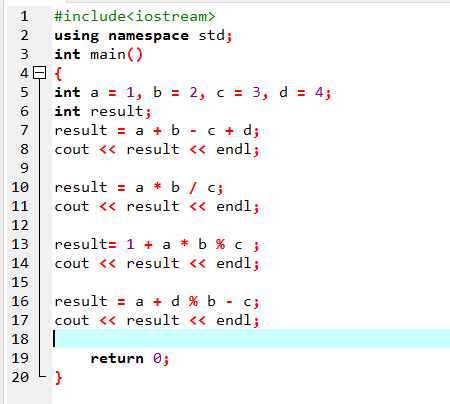 1 #include<iostream>
2 using namespace std;
3 int main()
4 {
5 int a = 1, b = 2, c = 3, d = 4;
6 int result;
7 result = a + b - c + d;
8 cout << result << endl;
9
10 result = a * b / c;
11 cout << result << endl;
12
13 result= 1 + a * b % c ;
14 cout << result << endl;
15
16 result = a + d % b - c;
17 cout << result << endl;
18
19 return 0;
20 }